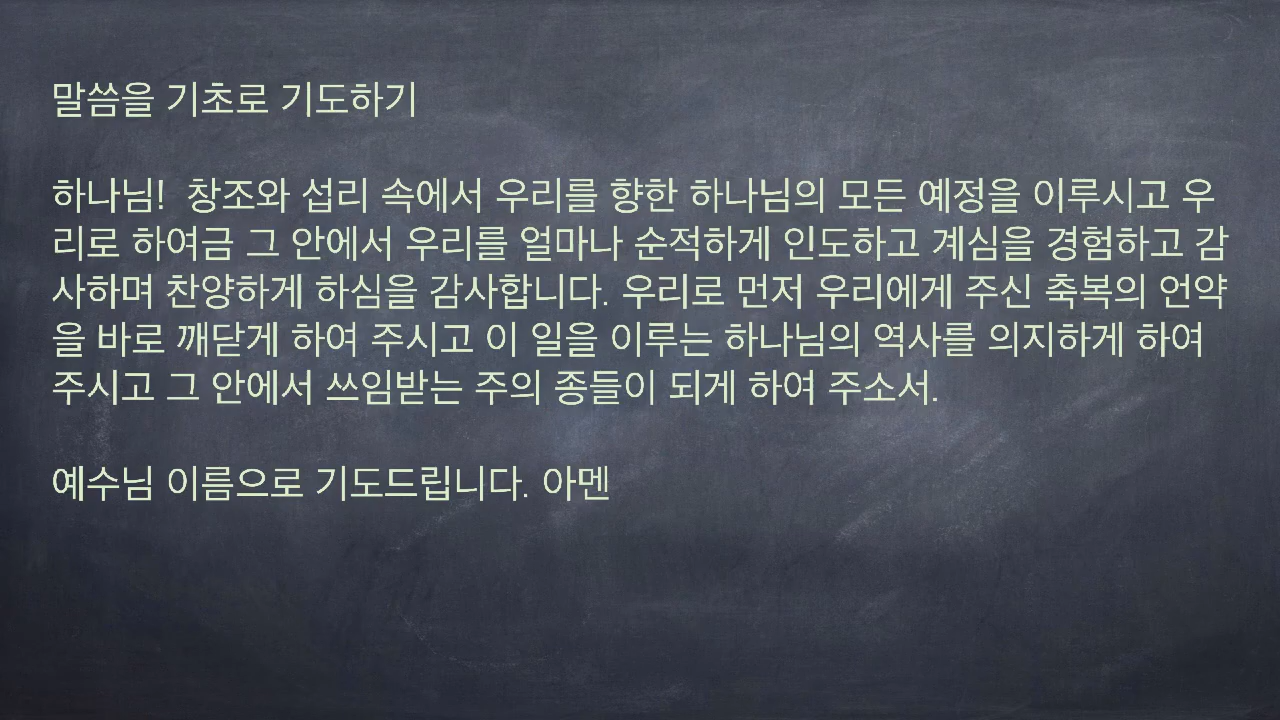 말씀을 기초로 기도하기
하나님!  창조와 섭리 속에서 우리를 향한 하나님의 모든 예정을 이루시고 우
리로 하여금 그 안에서 우리를 얼마나 순적하게 인도하고 계심을 경험하고 감
사하며 찬양하게 하심을 감사합니다. 우리로 먼저 우리에게 주신 축복의 언약
을 바로 깨닫게 하여 주시고 이 일을 이루는 하나님의 역사를 의지하게 하여
주시고 그 안에서 쓰임받는 주의 종들이 되게 하여 주소서.
예수님 이름으로 기도드립니다. 아멘